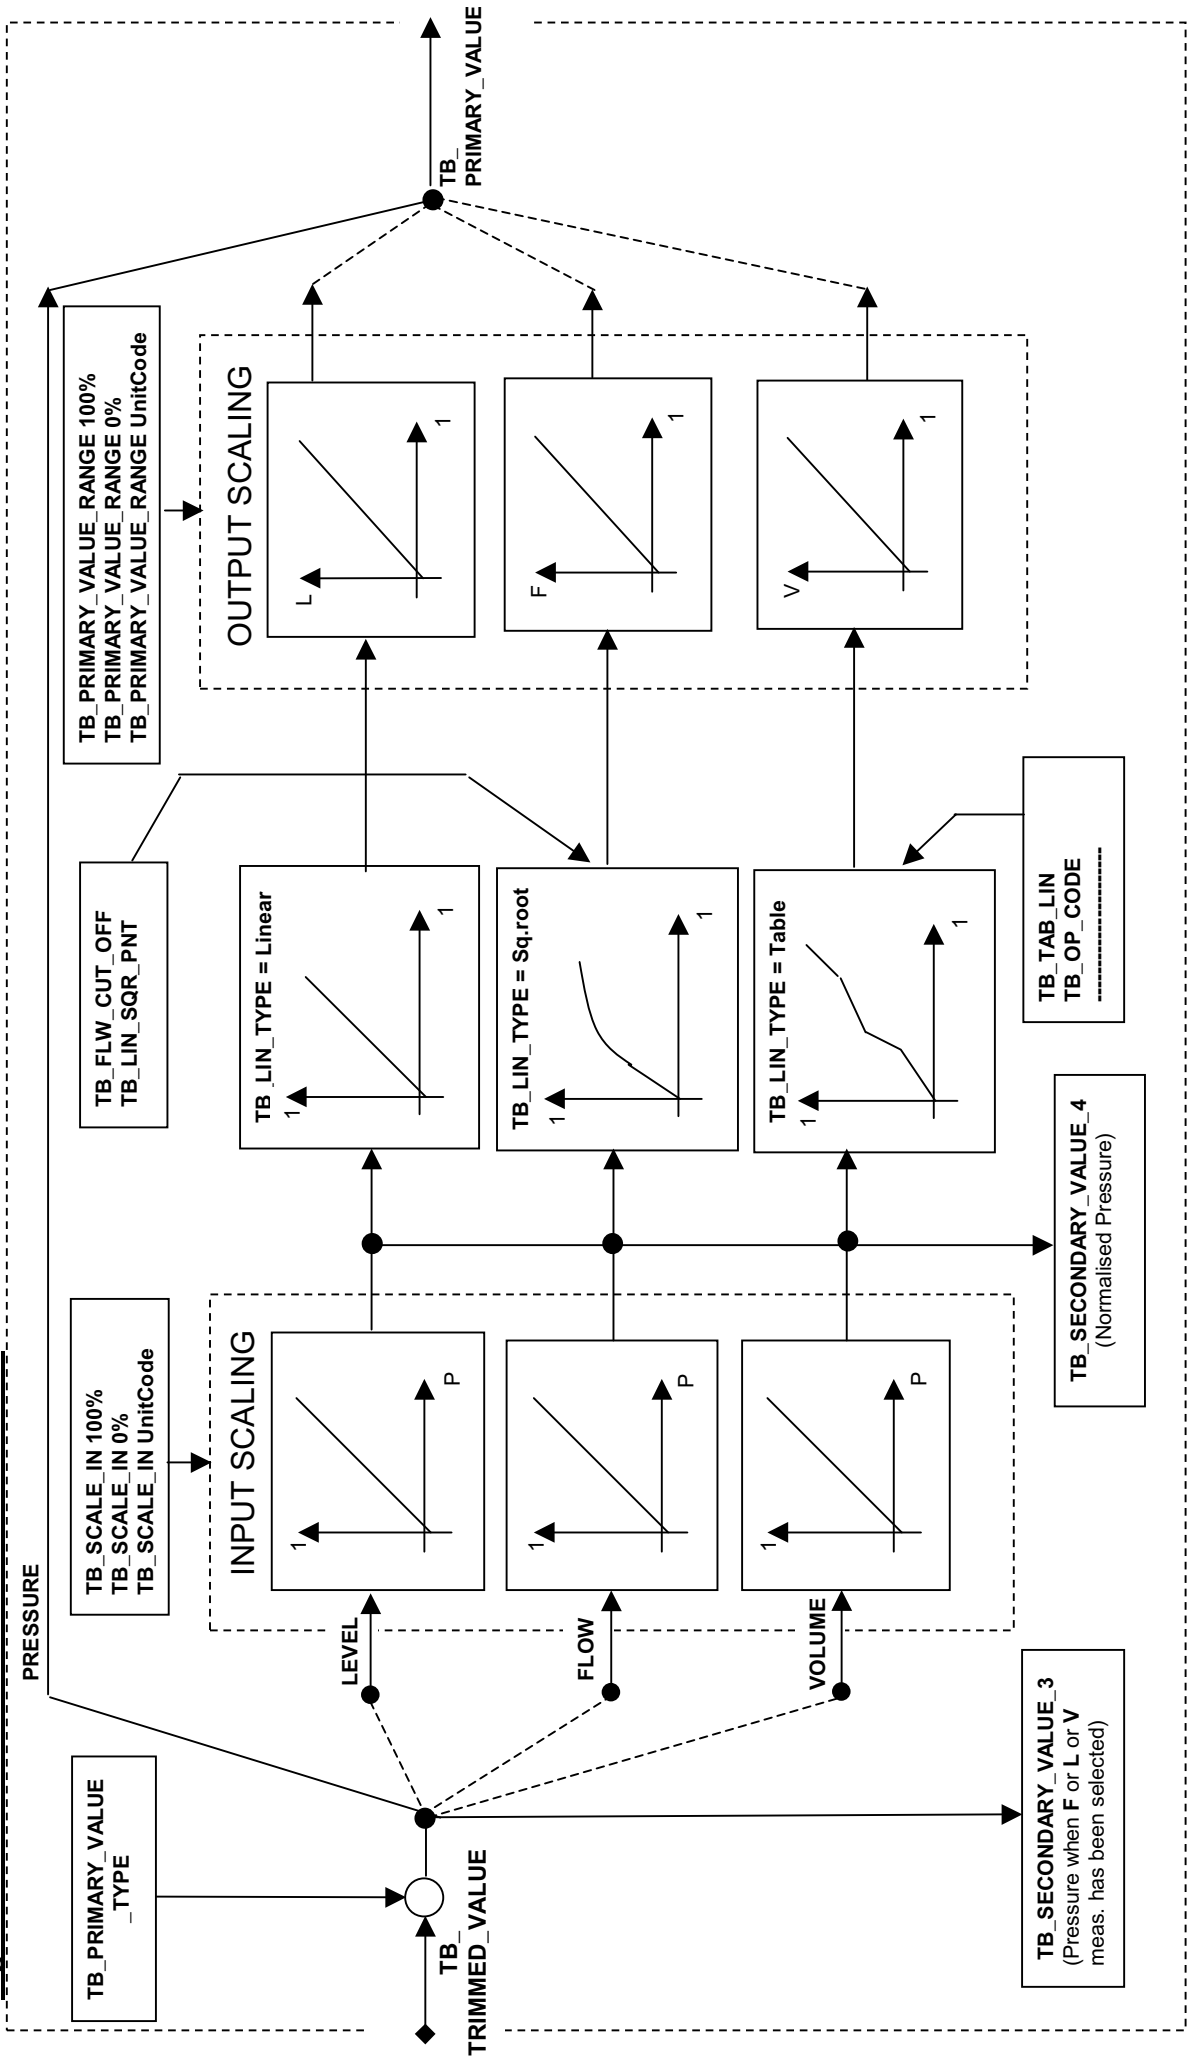 TB_PRIMARY_VALUE
_TYPE
PRESSURE
TB_
TRIMMED_VALUE
TB_SECONDARY_VALUE_3
(Pressure when F or L or V
meas. has been selected)
LEVEL
FLOW
VOLUME
TB_SCALE_IN 100%
TB_SCALE_IN 0%
TB_SCALE_IN UnitCode
INPUT SCALING
1
P
1
P
1
P
TB_SECONDARY_VALUE_4
(Normalised Pressure)
TB_FLW_CUT_OFF
TB_LIN_SQR_PNT
TB_LIN_TYPE = Linear
1
1
TB_LIN_TYPE = Sq.root
1
1
TB_LIN_TYPE = Table
1
1
TB_TAB_LIN
TB_OP_CODE
--------------------
TB_PRIMARY_VALUE_RANGE 100%
TB_PRIMARY_VALUE_RANGE 0%
TB_PRIMARY_VALUE_RANGE UnitCode
OUTPUT SCALING
L
1
F
1
V
1
TB_
PRIMARY_VALUE